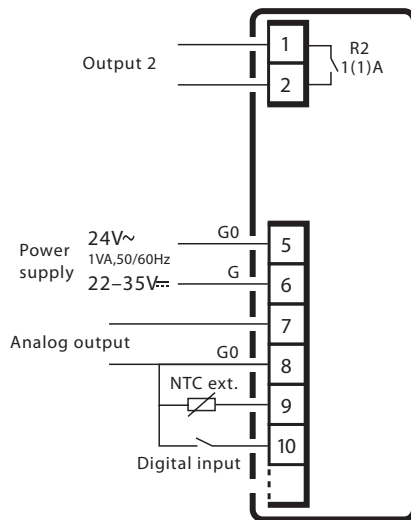 Output 2
1
2
R2
1(1)A
Power
supply
24V~
1VA,50/60Hz
22–35V⎓
G0
5
G
6
7
Analog output
G0
8
NTC ext.
9
10
Digital input